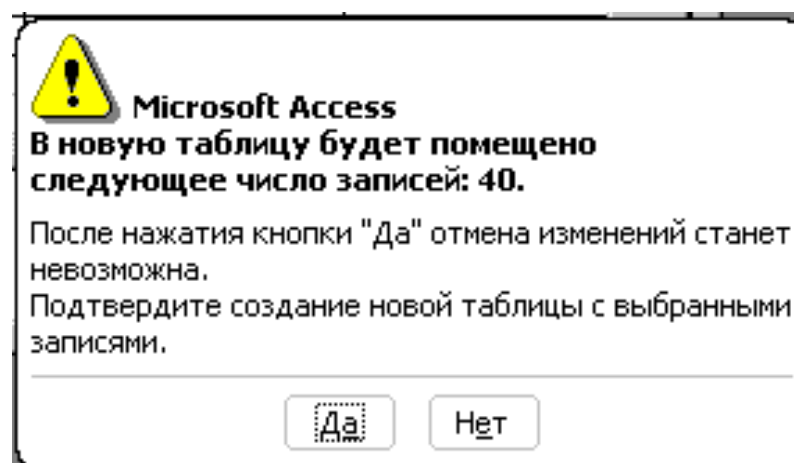 Microsoft Access
В новую таблицу будет помещено
следующее число записей: 40.
После нажатия кнопки "Да" отмена изменений станет
невозможна.
Подтвердите создание новой таблицы с выбранными
записями.
Да
Нет